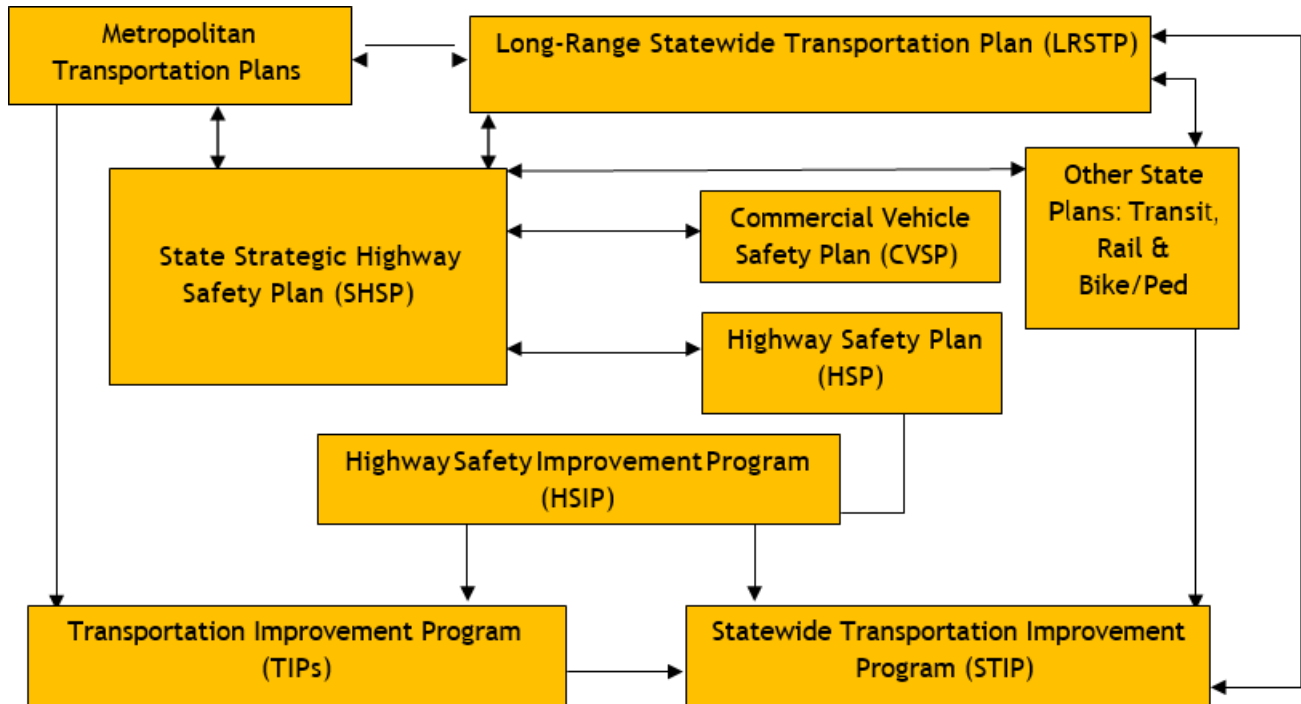 Metropolitan
Transportation Plans
Long-Range Statewide Transportation Plan (LRSTP)
State Strategic Highway
Safety Plan (SHSP)
Commercial Vehicle
Safety Plan (CVSP)
Other State
Plans: Transit,
Rail &
Bike/Ped
Highway Safety Plan
(HSP)
Highway Safety Improvement Program
(HSIP)
Transportation Improvement Program
(TIPs)
Statewide Transportation Improvement
Program (STIP)